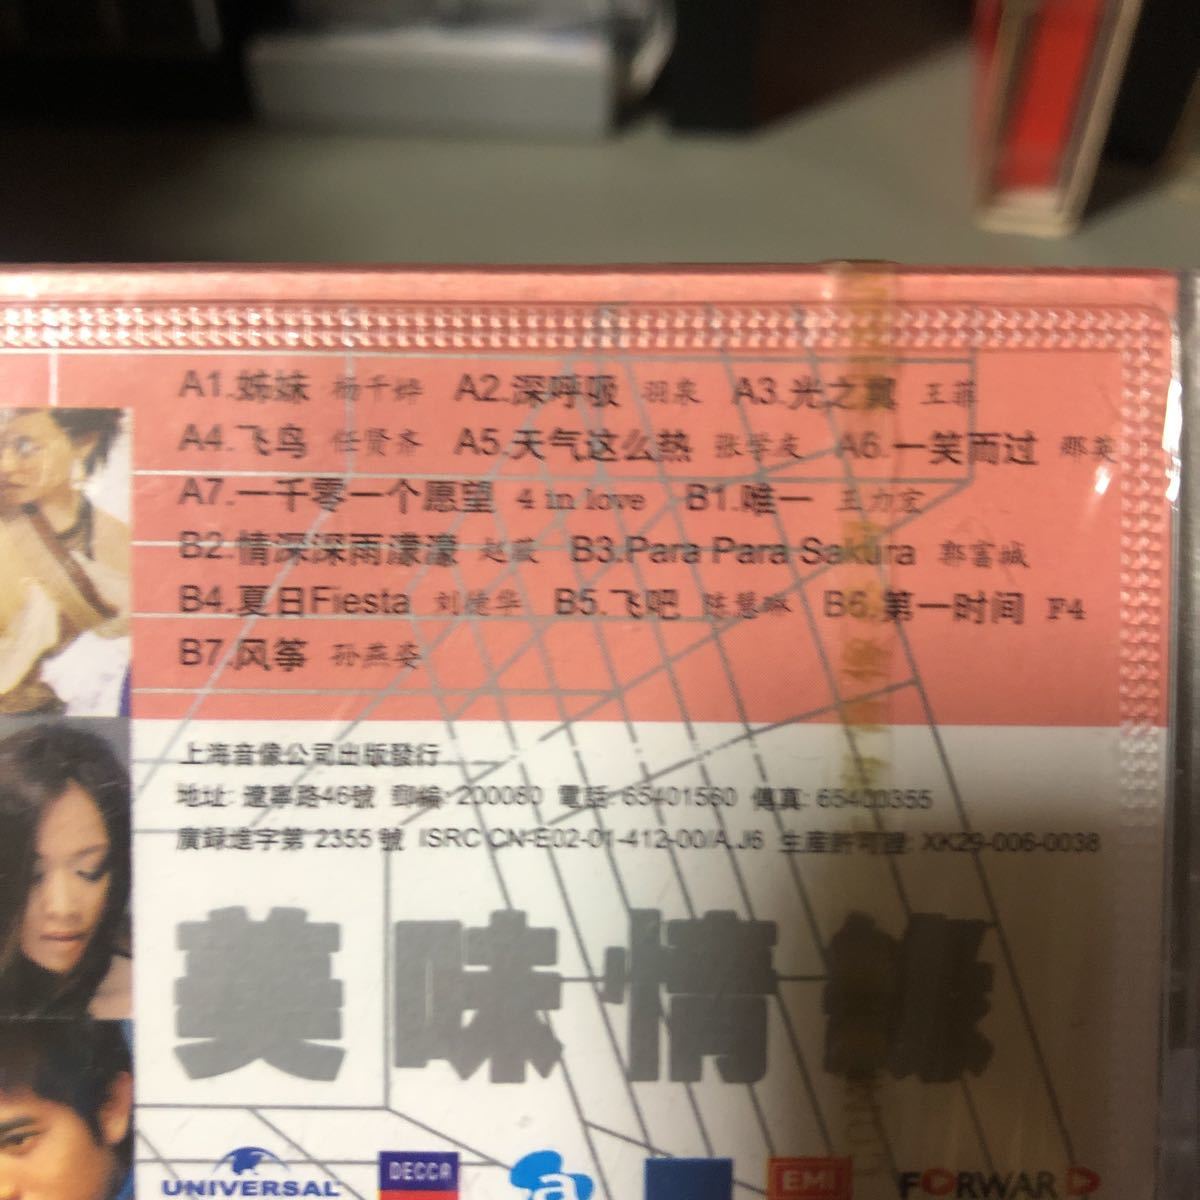 A1.姊妹 杨千嬅 A2.深呼吸 羽泉 A3.光之翼 王菲
A4.飞鸟 任贤齐 A5.天气这么热 张学友 A6.一笑而过 那英
A7.一千零一个愿望 4 in love B1.唯一 王力宏
B2.情深深雨濛濛 赵薇 B3.Para Para Sakura 郭富城
B4.夏日Fiesta 刘德华 B5.飞吧 陈慧琳 B6.第一时间 F4
B7.风筝 孙燕姿
上海音像公司出版發行
地址: 遼寧路46號 郵編: 200080 電話: 65401560 傳真: 65400355
廣録進字第 2355 號 ISRC CN-E02-01-412-00/A.J6 生産許可證: XK29-006-0038
美味情緣
UNIVERSAL DECCA a EMI FORWARD